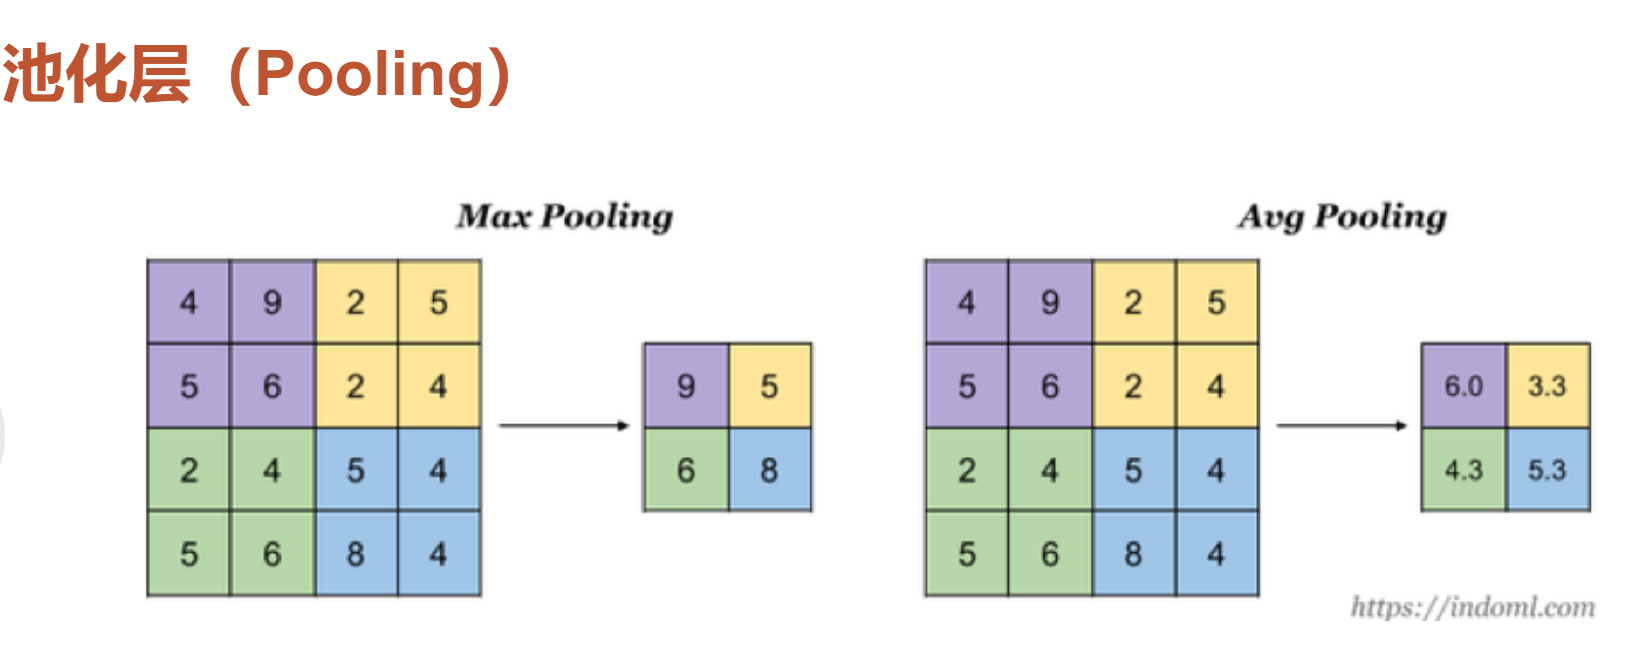 池化层（Pooling）
Max Pooling
4 9 2 5
5 6 2 4
2 4 5 4
5 6 8 4
9 5
6 8
Avg Pooling
4 9 2 5
5 6 2 4
2 4 5 4
5 6 8 4
6.0 3.3
4.3 5.3
https://indoml.com